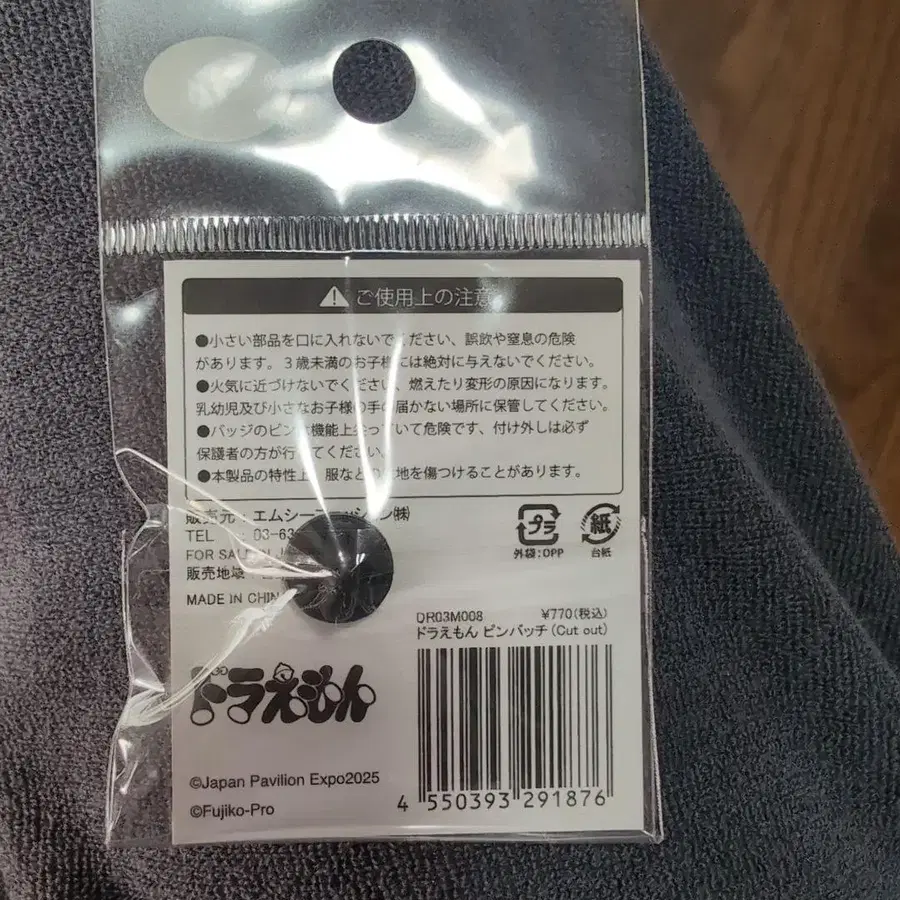 ⚠ ご使用上の注意
●小さい部品を口に入れないでください、誤飲や窒息の危険
があります。3歳未満のお子様には絶対に与えないでください。
●火気に近づけないでください、燃えたり変形の原因になります。
乳幼児及び小さなお子様の手の届かない場所に保管してください。
●バッジのピンは機能上尖っていて危険です、付け外しは必ず
保護者の方が行ってください。
●本製品の特性上、服などの生地を傷つけることがあります。
販売元:エムシー ㈱
TEL : 03-63
FOR SALE
販売地域:
MADE IN CHIN
プラ
外袋:OPP
紙
台紙
DR03M008 ¥770(税込)
ドラえもん ピンバッチ(Cut out)
ドラえもん
4 550393 291876
©Japan Pavilion Expo2025
©Fujiko-Pro